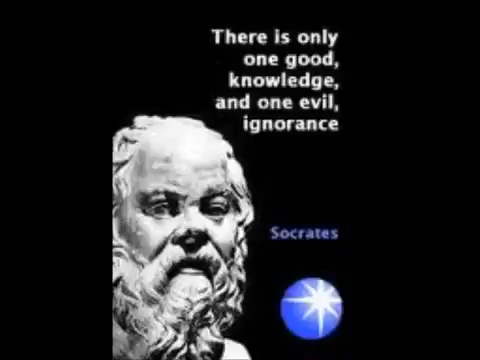 There is only
one good,
knowledge,
and one evil,
ignorance
Socrates